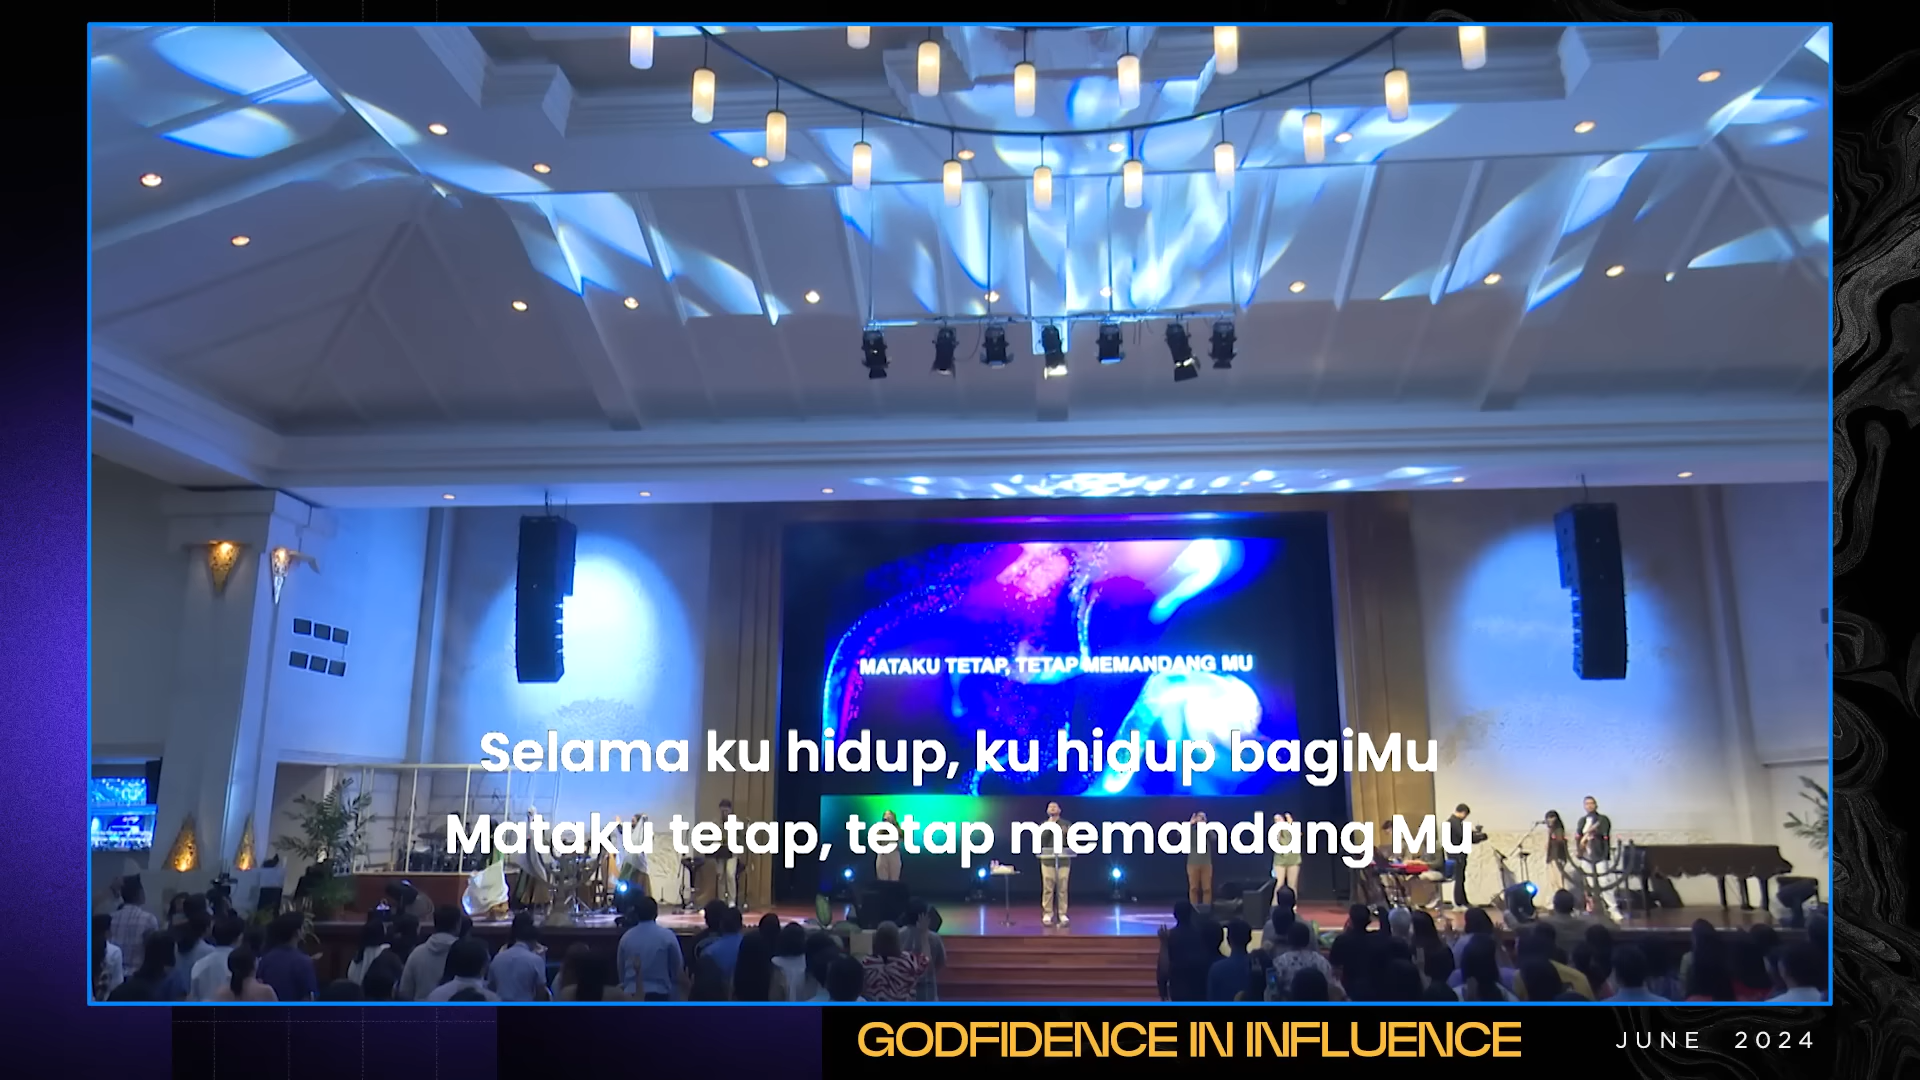 MATAKU TETAP, TETAP MEMANDANG MU
Selama ku hidup, ku hidup bagiMu
Mataku tetap, tetap memandang Mu
GODFIDENCE IN INFLUENCE
JUNE 2024